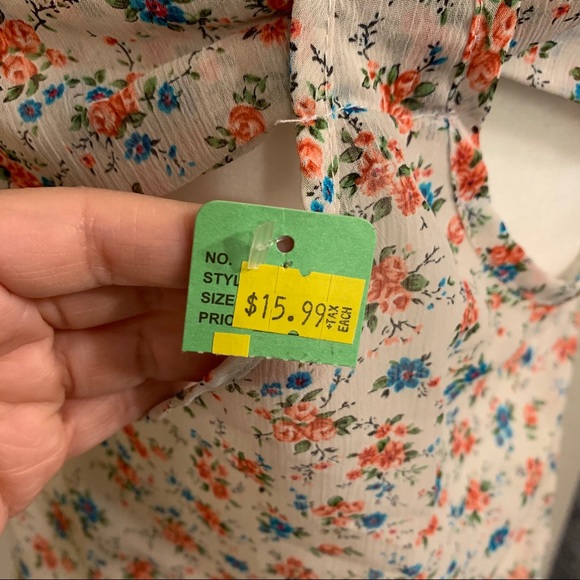 NO.
STYL
SIZE
PRIC
$15.99
+TAX
EACH